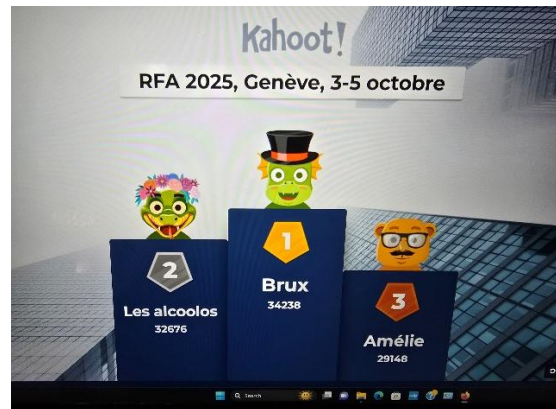 Kahoot!
RFA 2025, Genève, 3-5 octobre
1
Brux
34238
2
Les alcoolos
32676
3
Amélie
29148
Search